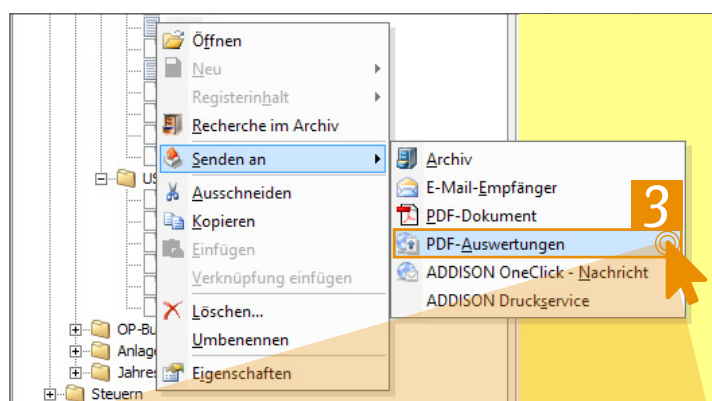 Öffnen
Neu
Registerinhalt
Recherche im Archiv
Senden an
Ausschneiden
Kopieren
Einfügen
Verknüpfung einfügen
Löschen...
Umbenennen
Eigenschaften
Archiv
E-Mail-Empfänger
PDF-Dokument
PDF-Auswertungen
ADDISON OneClick - Nachricht
ADDISON Druckservice
3
US
OP-Bu
Anlag
Jahres
Steuern